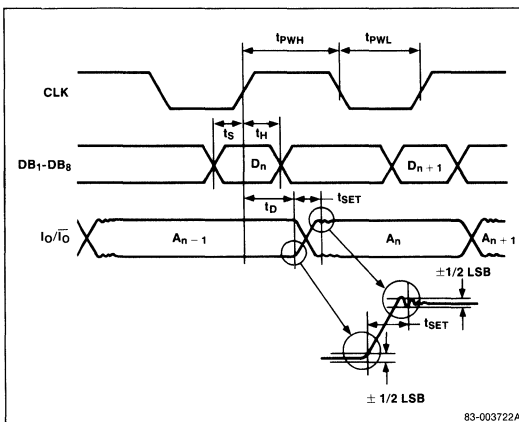 tPWH
tPWL
CLK
tS
tH
DB1-DB8
Dn
Dn + 1
tD
tSET
IO/I̅O̅
An − 1
An
An + 1
±1/2 LSB
tSET
± 1/2 LSB
83-003722A